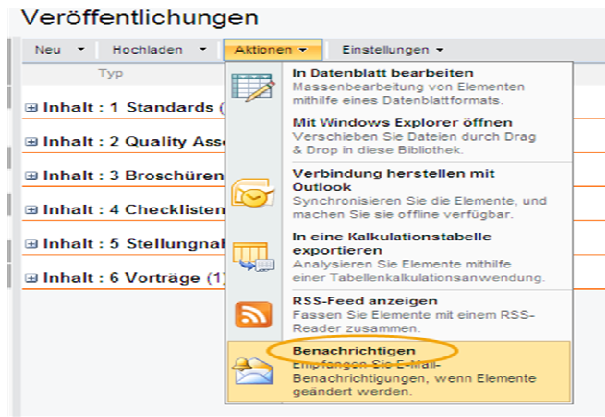 Veröffentlichungen
Neu Hochladen Aktionen Einstellungen
Typ
Inhalt : 1 Standards (
Inhalt : 2 Quality Ass
Inhalt : 3 Broschüren
Inhalt : 4 Checklisten
Inhalt : 5 Stellungnah
Inhalt : 6 Vorträge (1)
In Datenblatt bearbeiten
Massenbearbeitung von Elementen
mithilfe eines Datenblattformats.
Mit Windows Explorer öffnen
Verschieben Sie Dateien durch Drag
& Drop in diese Bibliothek.
Verbindung herstellen mit
Outlook
Synchronisieren Sie die Elemente, und
machen Sie sie offline verfügbar.
In eine Kalkulationstabelle
exportieren
Analysieren Sie Elemente mithilfe
einer Tabellenkalkulationsanwendung.
RSS-Feed anzeigen
Fassen Sie Elemente mit einem RSS-
Reader zusammen.
Benachrichtigen
Empfangen Sie E-Mail-
Benachrichtigungen, wenn Elemente
geändert werden.